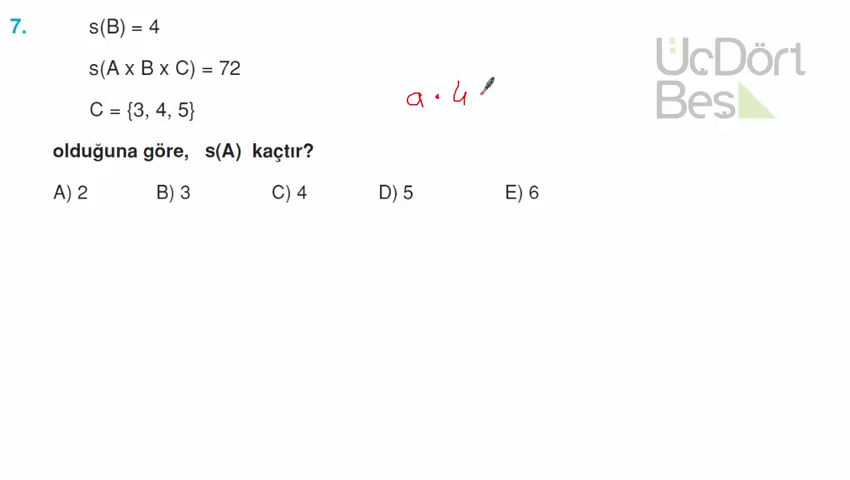 7. s(B) = 4
s(A x B x C) = 72
C = {3, 4, 5}
a · 4
olduğuna göre, s(A) kaçtır?
A) 2 B) 3 C) 4 D) 5 E) 6
ÜçDört
Beş